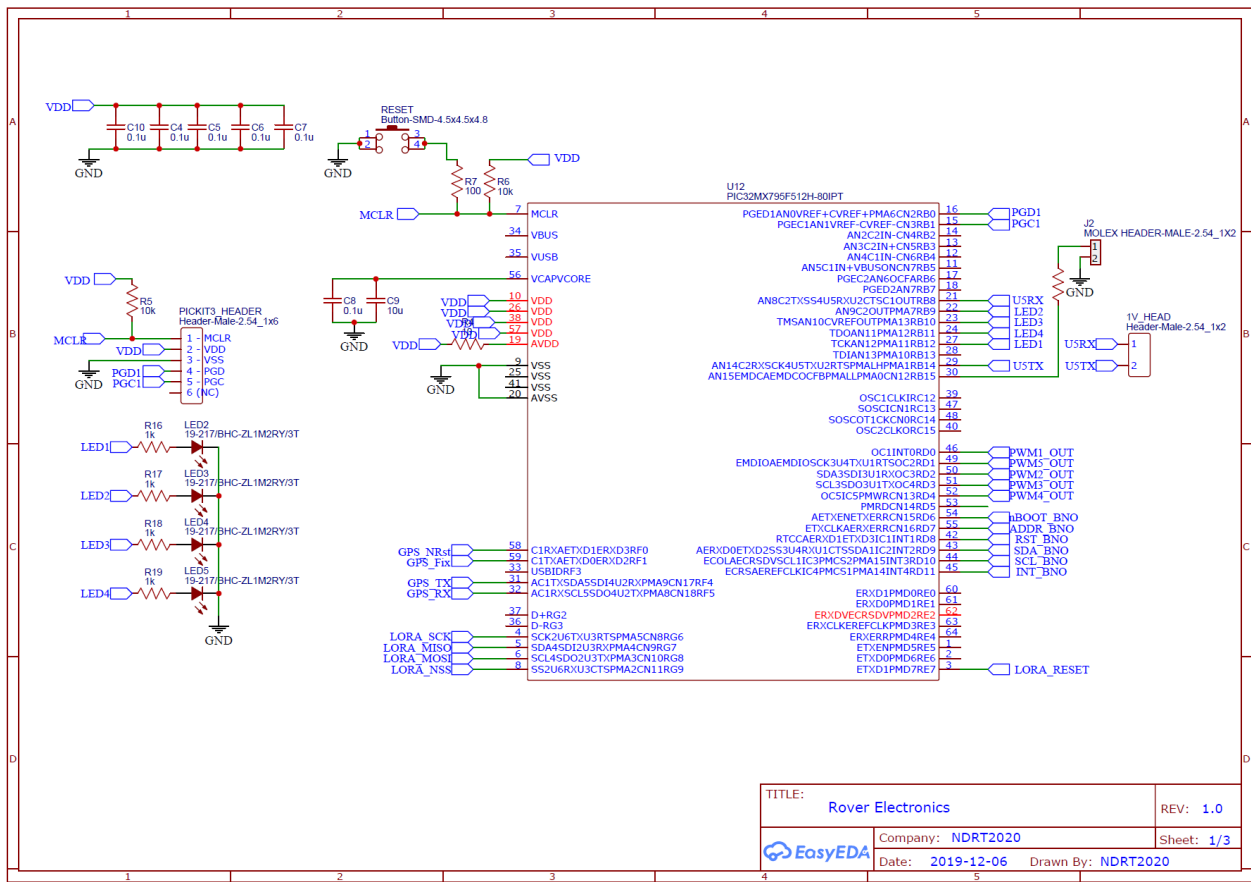 1 2 3 4 5
A
B
C
D
VDD
C10
0.1u
C4
0.1u
C5
0.1u
C6
0.1u
C7
0.1u
GND
RESET
Button-SMD-4.5x4.5x4.8
1
2
3
4
GND
R7
100
R6
10k
VDD
MCLR
VDD
R5
10k
MCLR
VDD
GND
PGD1
PGC1
PICKIT3_HEADER
Header-Male-2.54_1x6
1 - MCLR
2 - VDD
3 - VSS
4 - PGD
5 - PGC
6 (NC)
C8
0.1u
C9
10u
GND
VDD
VDD
VDD
VDD
VDD
GND
LED1
R16
1k
LED2
19-217/BHC-ZL1M2RY/3T
LED2
R17
1k
LED3
19-217/BHC-ZL1M2RY/3T
LED3
R18
1k
LED4
19-217/BHC-ZL1M2RY/3T
LED4
R19
1k
LED5
19-217/BHC-ZL1M2RY/3T
GND
U12
PIC32MX795F512H-80IPT
7 MCLR
34 VBUS
35 VUSB
56 VCAPVCORE
10 VDD
26 VDD
38 VDD
57 VDD
19 AVDD
9 VSS
25 VSS
41 VSS
20 AVSS
GPS_NRst 58 C1RXAETXD1ERXD3RF0
GPS_Fix 59 C1TXAETXD0ERXD2RF1
33 USBIDRF3
GPS_TX 31 AC1TXSDA5SDI4U2RXPMA9CN17RF4
GPS_RX 32 AC1RXSCL5SDO4U2TXPMA8CN18RF5
37 D+RG2
36 D-RG3
LORA_SCK 4 SCK2U6TXU3RTSPMA5CN8RG6
LORA_MISO 5 SDA4SDI2U3RXPMA4CN9RG7
LORA_MOSI 6 SCL4SDO2U3TXPMA3CN10RG8
LORA_NSS 8 SS2U6RXU3CTSPMA2CN11RG9
PGED1AN0VREF+CVREF+PMA6CN2RB0 16 PGD1
PGEC1AN1VREF-CVREF-CN3RB1 15 PGC1
AN2C2IN-CN4RB2 14
AN3C2IN+CN5RB3 13
AN4C1IN-CN6RB4 12
AN5C1IN+VBUSONCN7RB5 11
PGEC2AN6OCFARB6 17
PGED2AN7RB7 18
AN8C2TXSS4U5RXU2CTSC1OUTRB8 21 U5RX
AN9C2OUTPMA7RB9 22 LED2
TMSAN10CVREFOUTPMA13RB10 23 LED3
TDOAN11PMA12RB11 24 LED4
TCKAN12PMA11RB12 27 LED1
TDIAN13PMA10RB13 28
AN14C2RXSCK4U5TXU2RTSPMALHPMA1RB14 29 U5TX
AN15EMDCAEMDCOCFBPMALLPMA0CN12RB15 30
OSC1CLKIRC12 39
SOSCICN1RC13 47
SOSCOT1CKCN0RC14 48
OSC2CLKORC15 40
OC1INT0RD0 46 PWM1_OUT
EMDIOAEMDIOSCK3U4TXU1RTSOC2RD1 49 PWM5_OUT
SDA3SDI3U1RXOC3RD2 50 PWM2_OUT
SCL3SDO3U1TXOC4RD3 51 PWM3_OUT
OC5IC5PMWRCN13RD4 52 PWM4_OUT
PMRDCN14RD5 53
AETXENETXERRCN15RD6 54 nBOOT_BNO
ETXCLKAERXERRCN16RD7 55 ADDR_BNO
RTCCAERXD1ETXD3IC1INT1RD8 42 RST_BNO
AERXD0ETXD2SS3U4RXU1CTSSDA1IC2INT2RD9 43 SDA_BNO
ECOLAECRSDVSCL1IC3PMCS2PMA15INT3RD10 44 SCL_BNO
ECRSAEREFCLKIC4PMCS1PMA14INT4RD11 45 INT_BNO
ERXD1PMD0RE0 60
ERXD0PMD1RE1 61
ERXDVECRSDVPMD2RE2 62
ERXCLKEREFCLKPMD3RE3 63
ERXERRPMD4RE4 64
ETXENPMD5RE5 1
ETXD0PMD6RE6 2
ETXD1PMD7RE7 3 LORA_RESET
J2
MOLEX HEADER-MALE-2.54_1X2
1
2
GND
1V_HEAD
Header-Male-2.54_1x2
U5RX 1
U5TX 2
TITLE:
Rover Electronics
REV: 1.0
EasyEDA
Company: NDRT2020
Sheet: 1/3
Date: 2019-12-06 Drawn By: NDRT2020
A
B
C
D
1 2 3 4 5